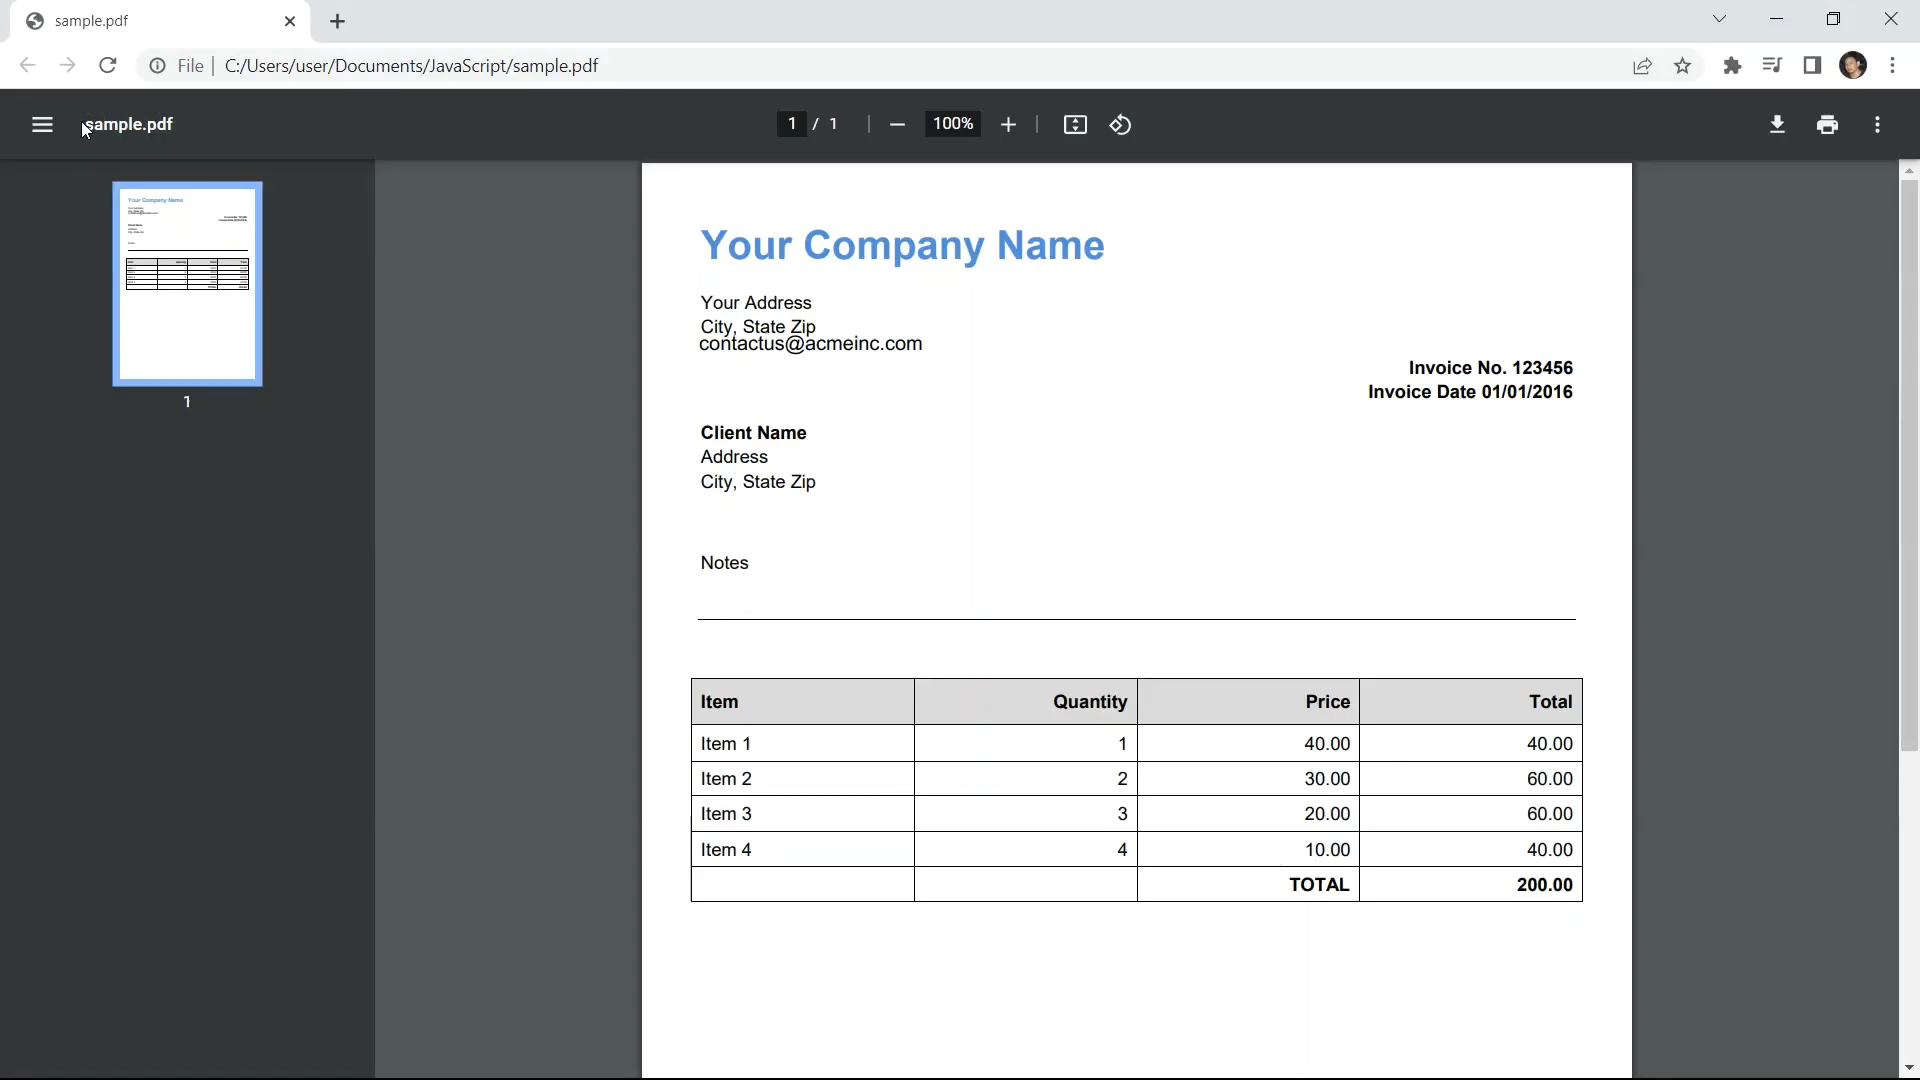 sample.pdf
File | C:/Users/user/Documents/JavaScript/sample.pdf
sample.pdf
1 / 1
100%
1
Your Company Name
Your Address
City, State Zip
contactus@acmeinc.com
Invoice No. 123456
Invoice Date 01/01/2016
Client Name
Address
City, State Zip
Notes
Item Quantity Price Total
Item 1 1 40.00 40.00
Item 2 2 30.00 60.00
Item 3 3 20.00 60.00
Item 4 4 10.00 40.00
TOTAL 200.00